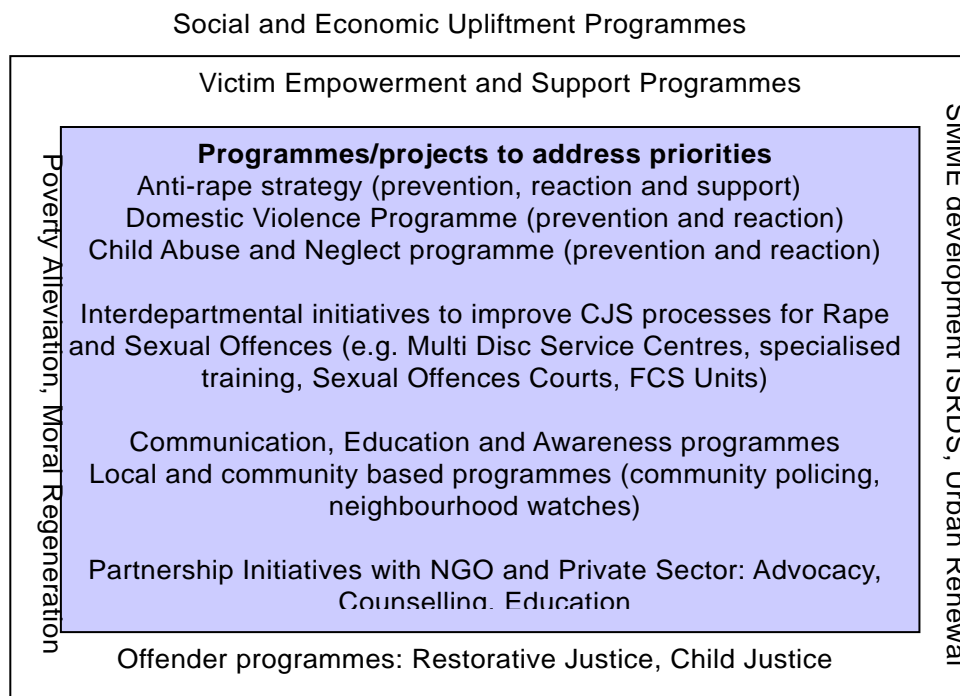 Social and Economic Upliftment Programmes
Victim Empowerment and Support Programmes
Poverty Alleviation, Moral Regeneration
Programmes/projects to address priorities
Anti-rape strategy (prevention, reaction and support)
Domestic Violence Programme (prevention and reaction)
Child Abuse and Neglect programme (prevention and reaction)
Interdepartmental initiatives to improve CJS processes for Rape
and Sexual Offences (e.g. Multi Disc Service Centres, specialised
training, Sexual Offences Courts, FCS Units)
Communication, Education and Awareness programmes
Local and community based programmes (community policing,
neighbourhood watches)
Partnership Initiatives with NGO and Private Sector: Advocacy,
Counselling, Education
SMME development ISRDS, Urban Renewal
Offender programmes: Restorative Justice, Child Justice